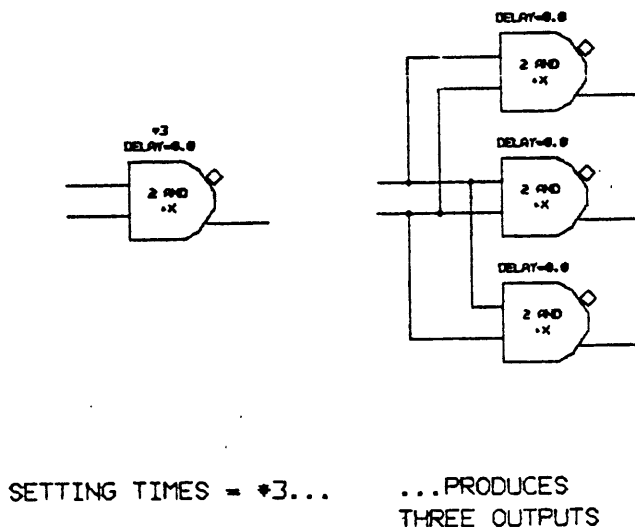 DELAY=0.0
2 AND
*X
*3
DELAY=0.0
2 AND
*X
DELAY=0.0
2 AND
*X
DELAY=0.0
2 AND
*X
SETTING TIMES = *3...
...PRODUCES
THREE OUTPUTS